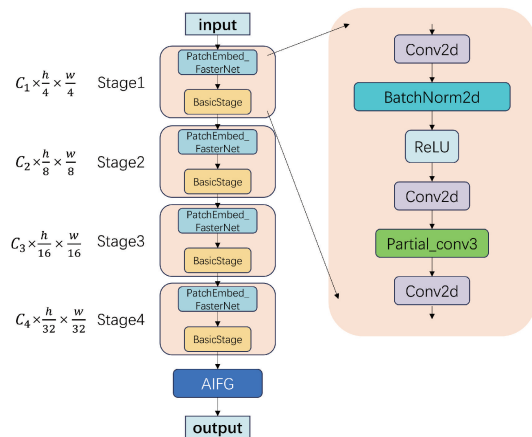 input
C₁×h/4×w/4 Stage1
PatchEmbed_
FasterNet
BasicStage
C₂×h/8×w/8 Stage2
PatchEmbed_
FasterNet
BasicStage
C₃×h/16×w/16 Stage3
PatchEmbed_
FasterNet
BasicStage
C₄×h/32×w/32 Stage4
PatchEmbed_
FasterNet
BasicStage
AIFG
output
Conv2d
BatchNorm2d
ReLU
Conv2d
Partial_conv3
Conv2d